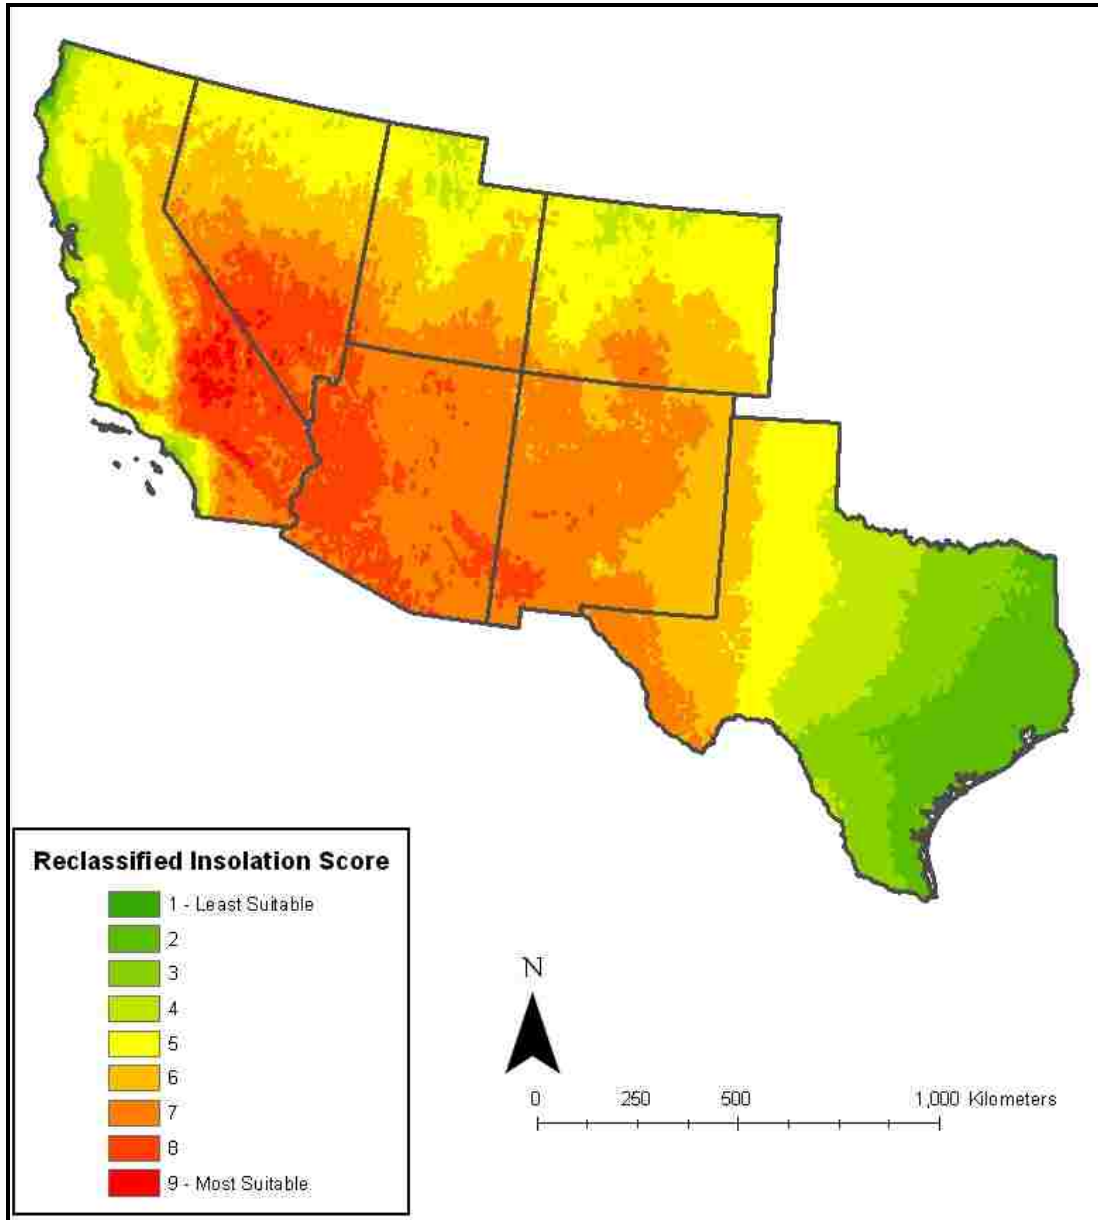 Reclassified Insolation Score
1 - Least Suitable
2
3
4
5
6
7
8
9 - Most Suitable
N
0 250 500 1,000 Kilometers